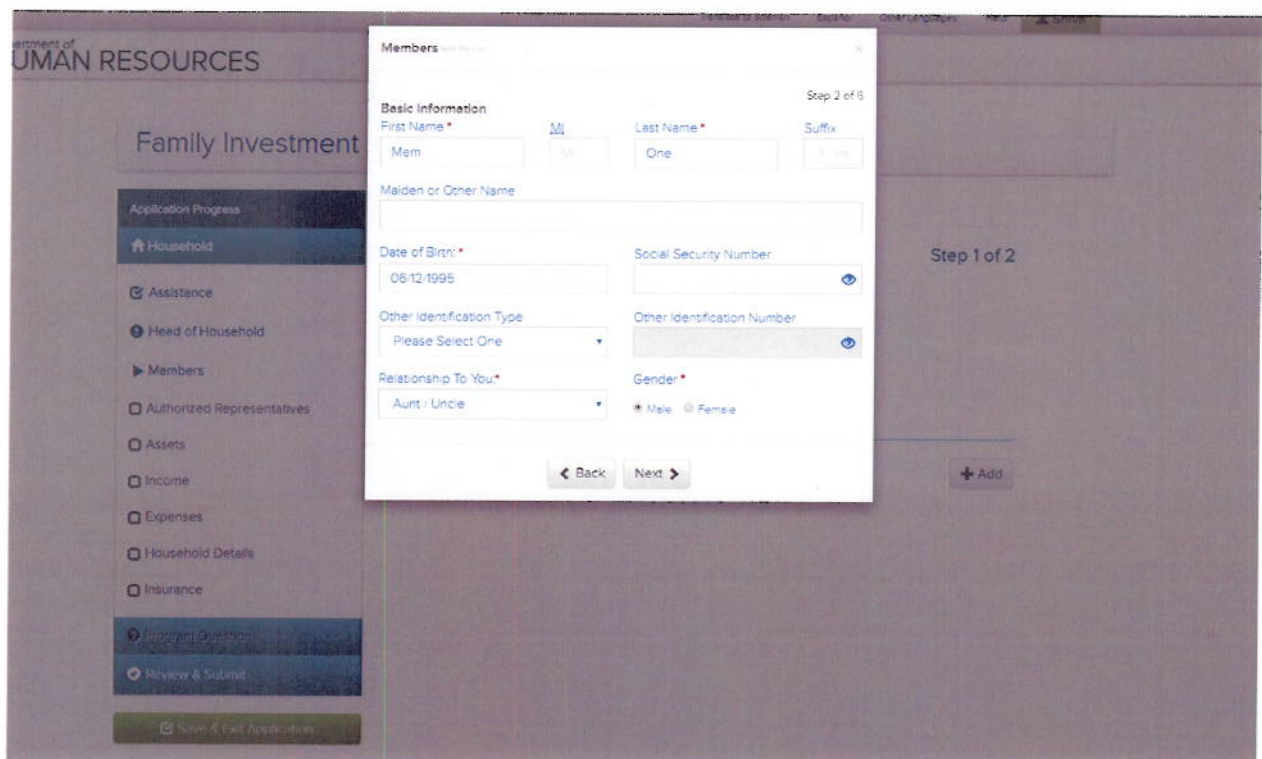 Español Other Languages Help Smith
Department of
HUMAN RESOURCES
Family Investment
Application Progress
Household
Assistance
Head of Household
Members
Authorized Representatives
Assets
Income
Expenses
Household Details
Insurance
Program Questions
Review & Submit
Save & Exit Application
Step 1 of 2
Add
Members
Step 2 of 6
Basic Information
First Name * MI Last Name * Suffix
Mem MI One
Maiden or Other Name
Date of Birth: * Social Security Number
06/12/1995
Other Identification Type Other Identification Number
Please Select One
Relationship To You:* Gender *
Aunt / Uncle Male Female
Back Next